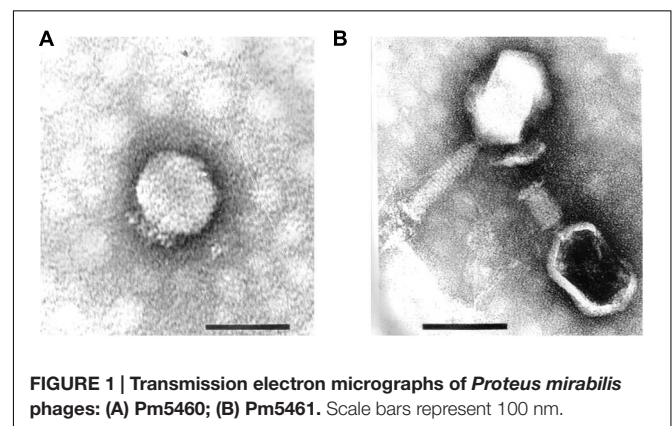 A
B
FIGURE 1 | Transmission electron micrographs of Proteus mirabilis
phages: (A) Pm5460; (B) Pm5461. Scale bars represent 100 nm.